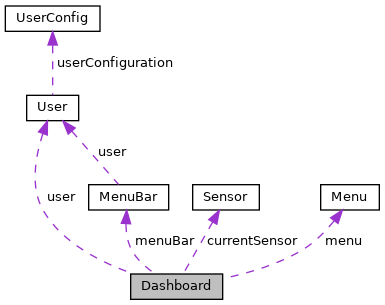 UserConfig
userConfiguration
User
user
user
MenuBar
Sensor
Menu
menuBar
currentSensor
menu
Dashboard